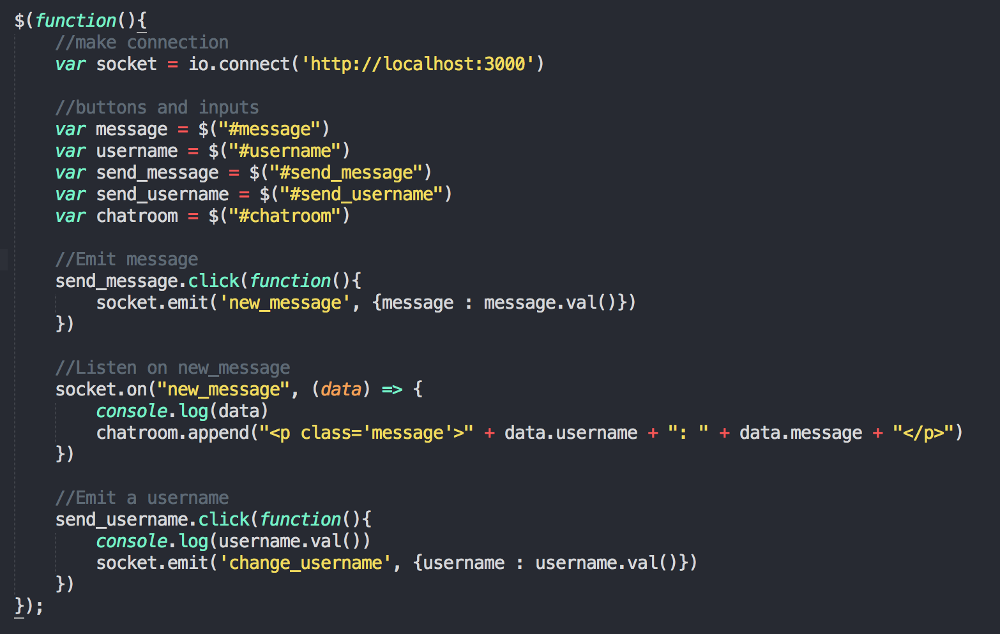 $(function(){
    //make connection
    var socket = io.connect('http://localhost:3000')

    //buttons and inputs
    var message = $("#message")
    var username = $("#username")
    var send_message = $("#send_message")
    var send_username = $("#send_username")
    var chatroom = $("#chatroom")

    //Emit message
    send_message.click(function(){
        socket.emit('new_message', {message : message.val()})
    })

    //Listen on new_message
    socket.on("new_message", (data) => {
        console.log(data)
        chatroom.append("<p class='message'>" + data.username + ": " + data.message + "</p>")
    })

    //Emit a username
    send_username.click(function(){
        console.log(username.val())
        socket.emit('change_username', {username : username.val()})
    })
});